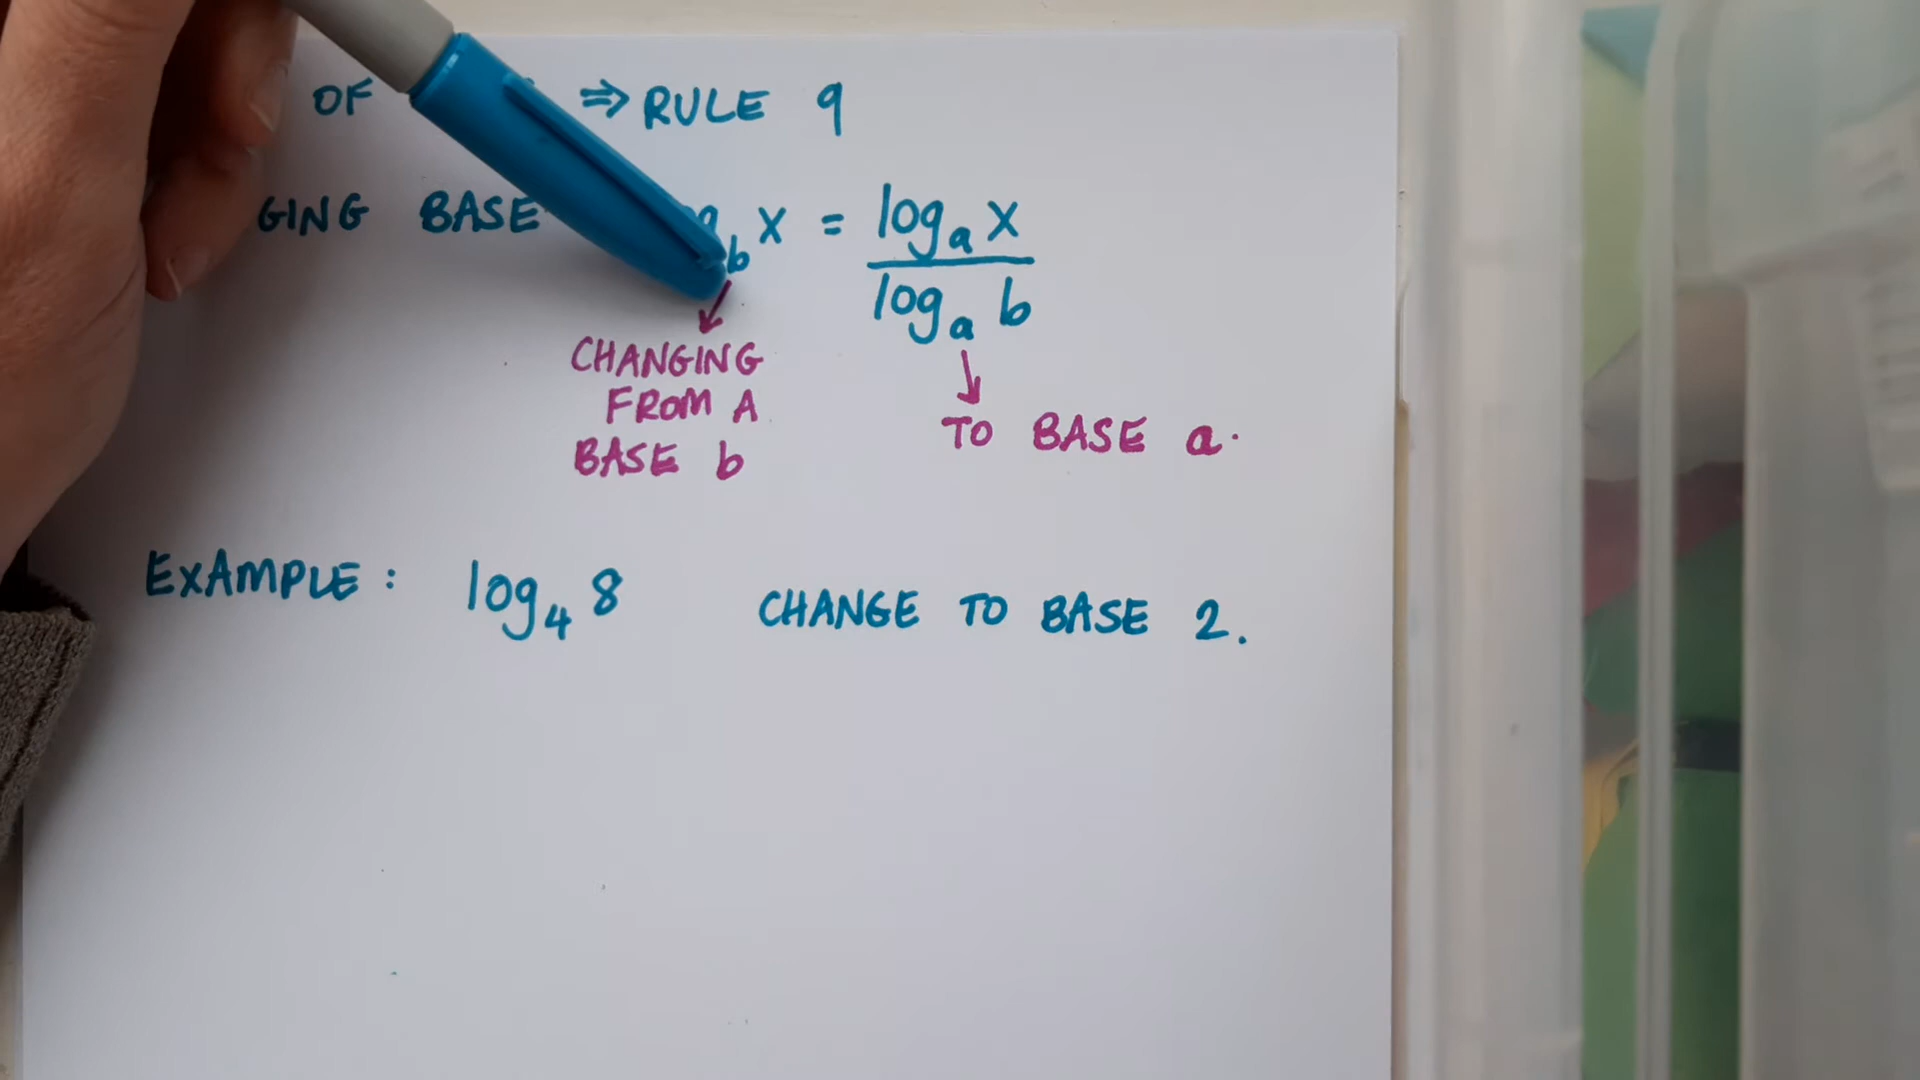 OF ⇒ RULE 9
GING BASE b x = log_a x / log_a b
CHANGING
FROM A
BASE b
TO BASE a.
EXAMPLE: log_4 8 CHANGE TO BASE 2.